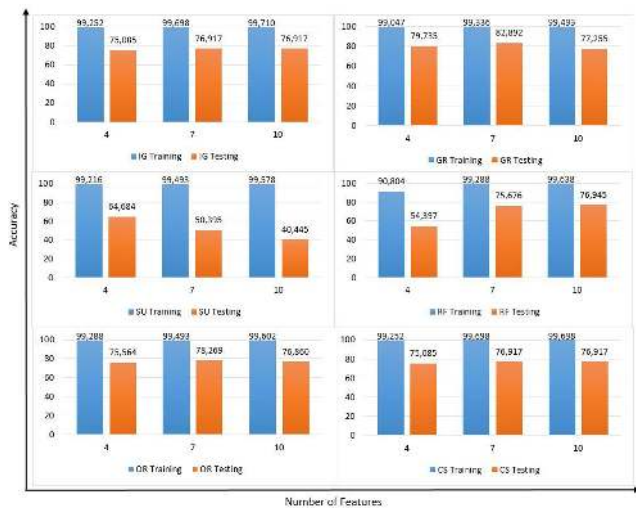 99,252 99,698 99,710
75,085 76,917 76,917
100
80
60
40
20
0
4 7 10
IG Training IG Testing
99,047 99,336 99,493
79,735 82,892 77,255
100
80
60
40
20
0
4 7 10
GR Training GR Testing
99,216 99,493 99,578
64,684 50,395 40,445
100
80
60
40
20
0
4 7 10
SU Training SU Testing
90,804 99,288 99,638
54,397 75,676 76,945
100
80
60
40
20
0
4 7 10
RF Training RF Testing
99,288 99,493 99,602
75,564 78,269 76,860
100
80
60
40
20
0
4 7 10
OR Training OR Testing
99,252 99,698 99,698
75,085 76,917 76,917
100
80
60
40
20
0
4 7 10
CS Training CS Testing
Accuracy
Number of Features